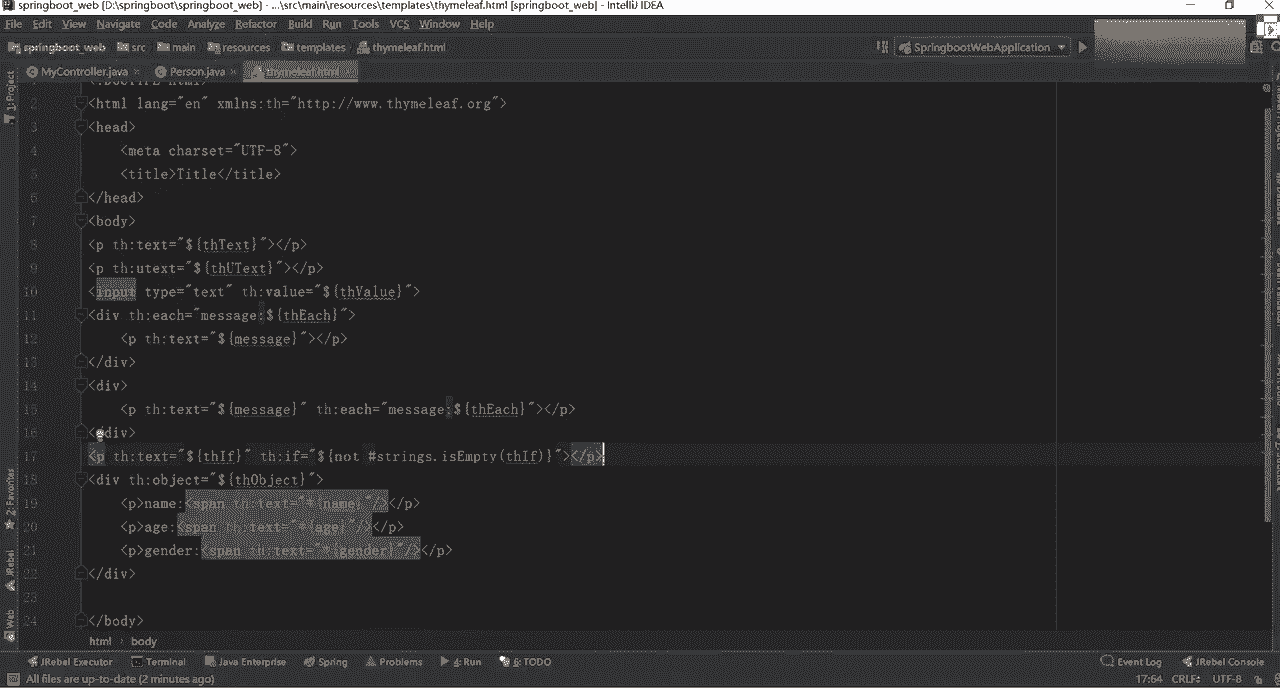 springboot_web [D:\springboot\springboot_web] - ...\src\main\resources\templates\thymeleaf.html [springboot_web] - IntelliJ IDEA
File Edit View Navigate Code Analyze Refactor Build Run Tools VCS Window Help
springboot_web src main resources templates thymeleaf.html SpringbootWebApplication
MyController.java Person.java thymeleaf.html
1: Project
2 <html lang="en" xmlns:th="http://www.thymeleaf.org">
3 <head>
4 <meta charset="UTF-8">
5 <title>Title</title>
6 </head>
7 <body>
8 <p th:text="${thText}"></p>
9 <p th:utext="${thUText}"></p>
10 <input type="text" th:value="${thValue}">
11 <div th:each="message:${thEach}">
12 <p th:text="${message}"></p>
13 </div>
14 <div>
15 <p th:text="${message}" th:each="message:${thEach}"></p>
16 div>
17 <p th:text="${thIf}" th:if="${not #strings.isEmpty(thIf)}"></p>
18 <div th:object="${thObject}">
19 <p>name:<span th:text="*{name}"/></p>
20 <p>age:<span th:text="*{age}"/></p>
21 <p>gender:<span th:text="*{gender}"/></p>
22 </div>
23
24 </body>
2: Favorites
JRebel
Web
html body
JRebel Executor Terminal Java Enterprise Spring Problems 4: Run 6: TODO Event Log JRebel Console
All files are up-to-date (2 minutes ago) 17:64 CRLF UTF-8